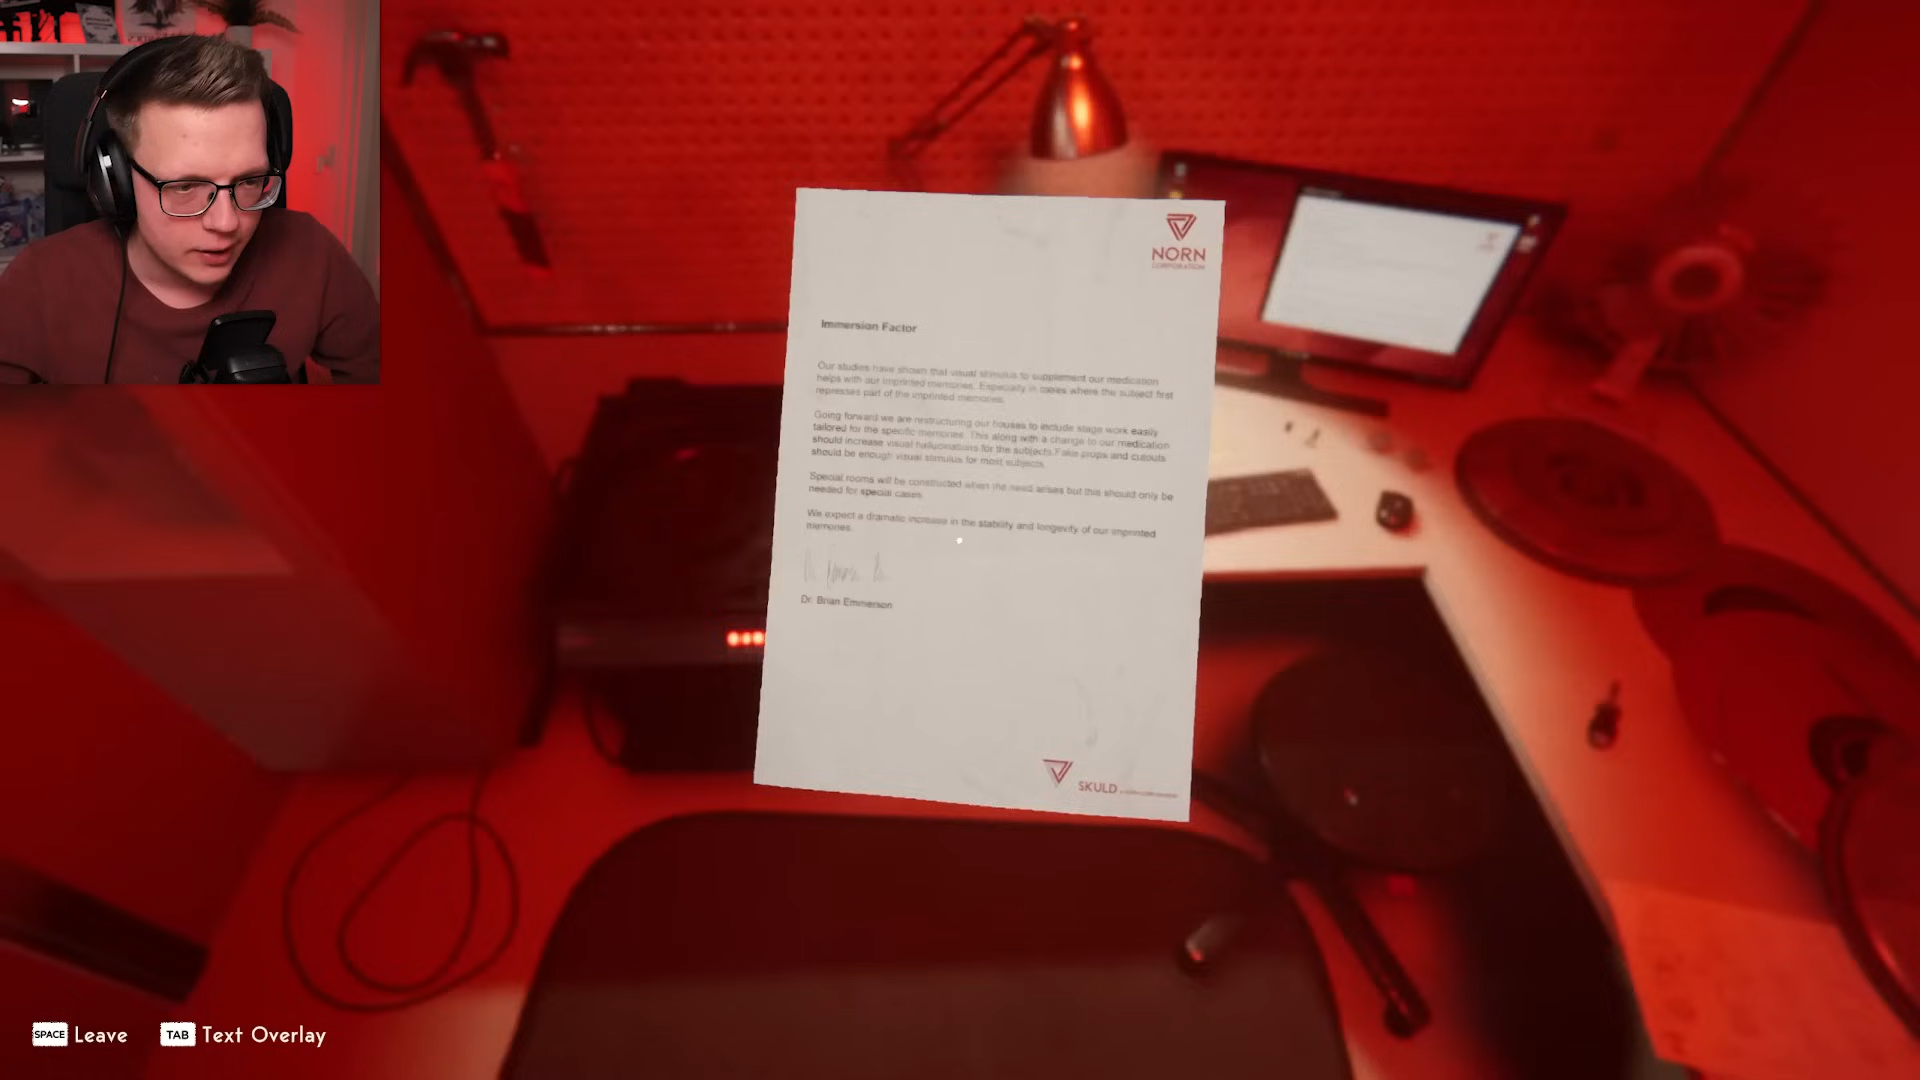 NORN
CORPORATION
Immersion Factor
Our studies have shown that visual stimulus to supplement our medication
helps with our imprinted memories. Especially in cases where the subject first
represses part of the imprinted memories.
Going forward we are restructuring our houses to include stage work easily
tailored for the specific memories. This along with a change to our medication
should increase visual hallucinations for the subjects.Fake props and cutouts
should be enough visual stimulus for most subjects.
Special rooms will be constructed when the need arises but this should only be
needed for special cases.
We expect a dramatic increase in the stability and longevity of our imprinted
memories.
Dr. Brian Emmerson
SKULD
SPACE Leave TAB Text Overlay